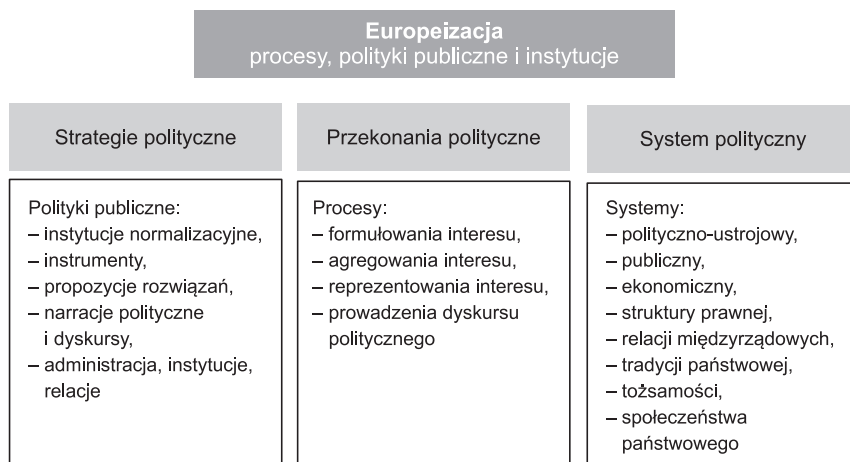 Europeizacja
procesy, polityki publiczne i instytucje
Strategie polityczne
Polityki publiczne:
– instytucje normalizacyjne,
– instrumenty,
– propozycje rozwiązań,
– narracje polityczne
i dyskursy,
– administracja, instytucje,
relacje
Przekonania polityczne
Procesy:
– formułowania interesu,
– agregowania interesu,
– reprezentowania interesu,
– prowadzenia dyskursu
politycznego
System polityczny
Systemy:
– polityczno-ustrojowy,
– publiczny,
– ekonomiczny,
– struktury prawnej,
– relacji międzyrządowych,
– tradycji państwowej,
– tożsamości,
– społeczeństwa
państwowego